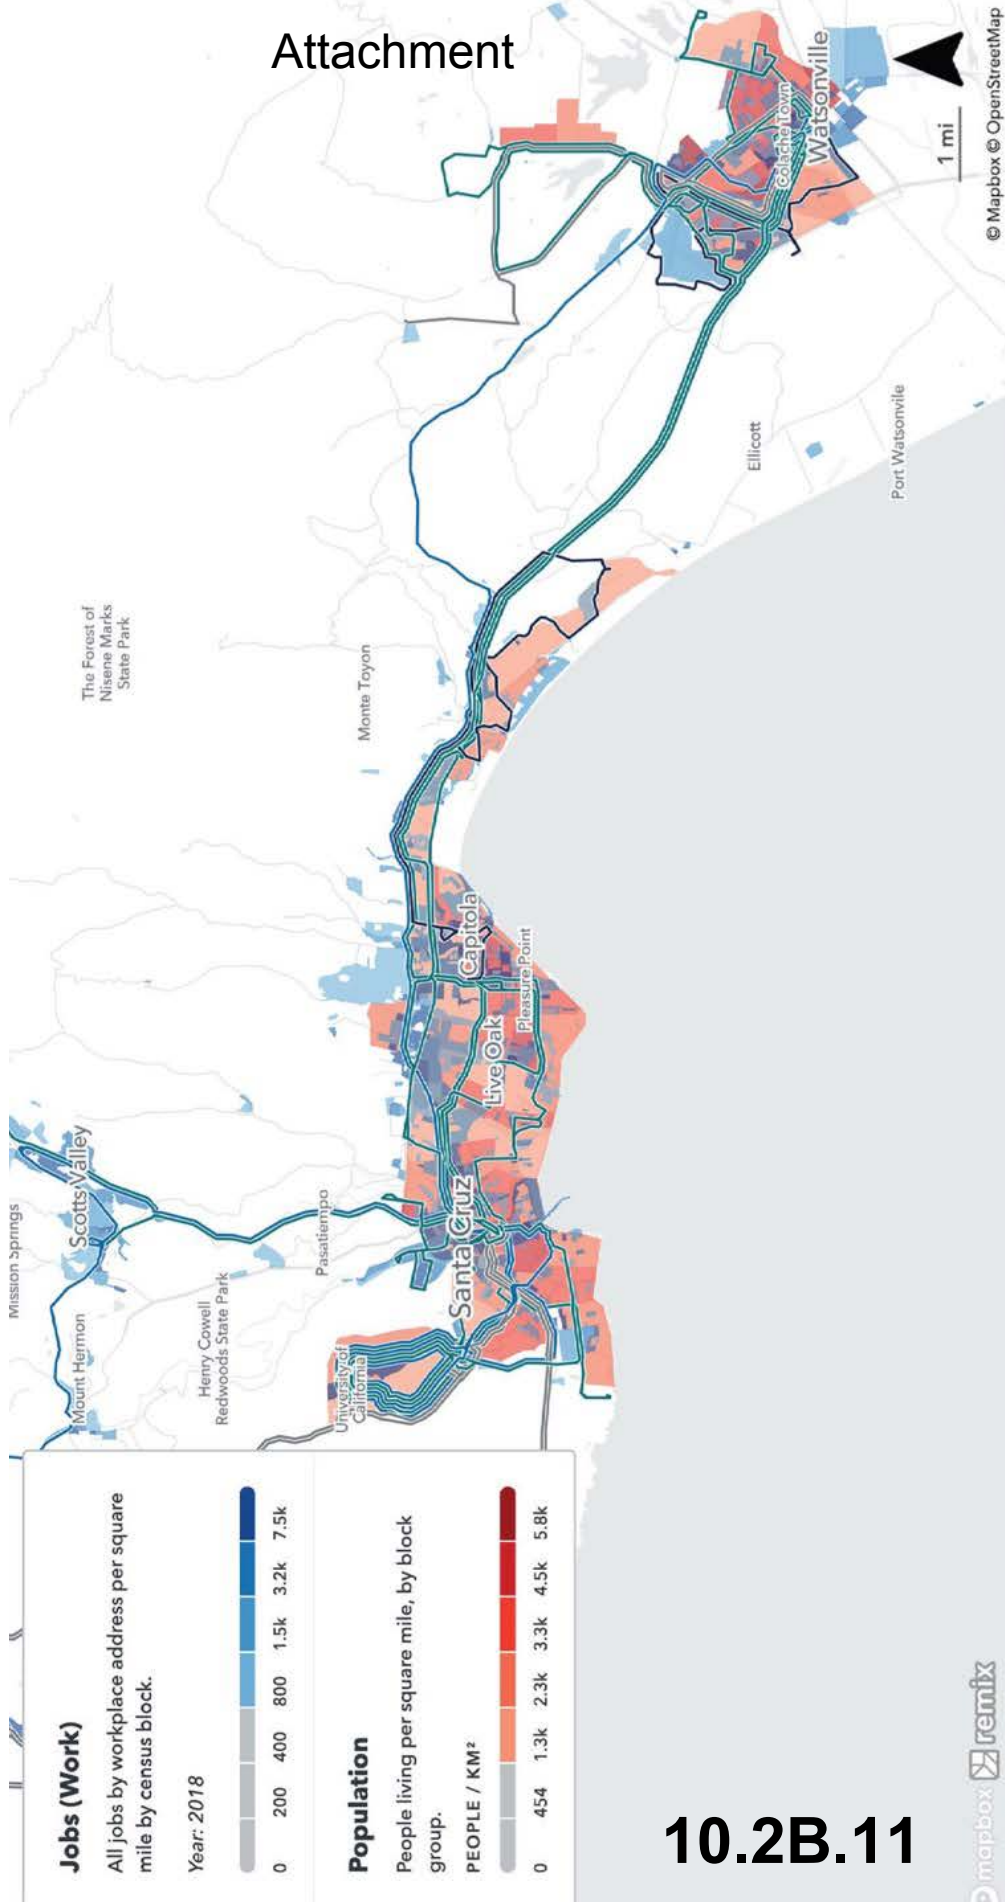 Attachment
10.2B.11
Jobs (Work)
All jobs by workplace address per square
mile by census block.
Year: 2018
0 200 400 800 1.5k 3.2k 7.5k
Population
People living per square mile, by block
group.
PEOPLE / KM²
0 454 1.3k 2.3k 3.3k 4.5k 5.8k
Mission Springs
Scotts Valley
Mount Hermon
Henry Cowell
Redwoods State Park
Pasatiempo
University of
California
Santa Cruz
Live Oak
Pleasure Point
Capitola
The Forest of
Nisene Marks
State Park
Monte Toyon
Ellicott
Port Watsonvile
Colache Town
Watsonville
1 mi
mapbox remix
© Mapbox © OpenStreetMap